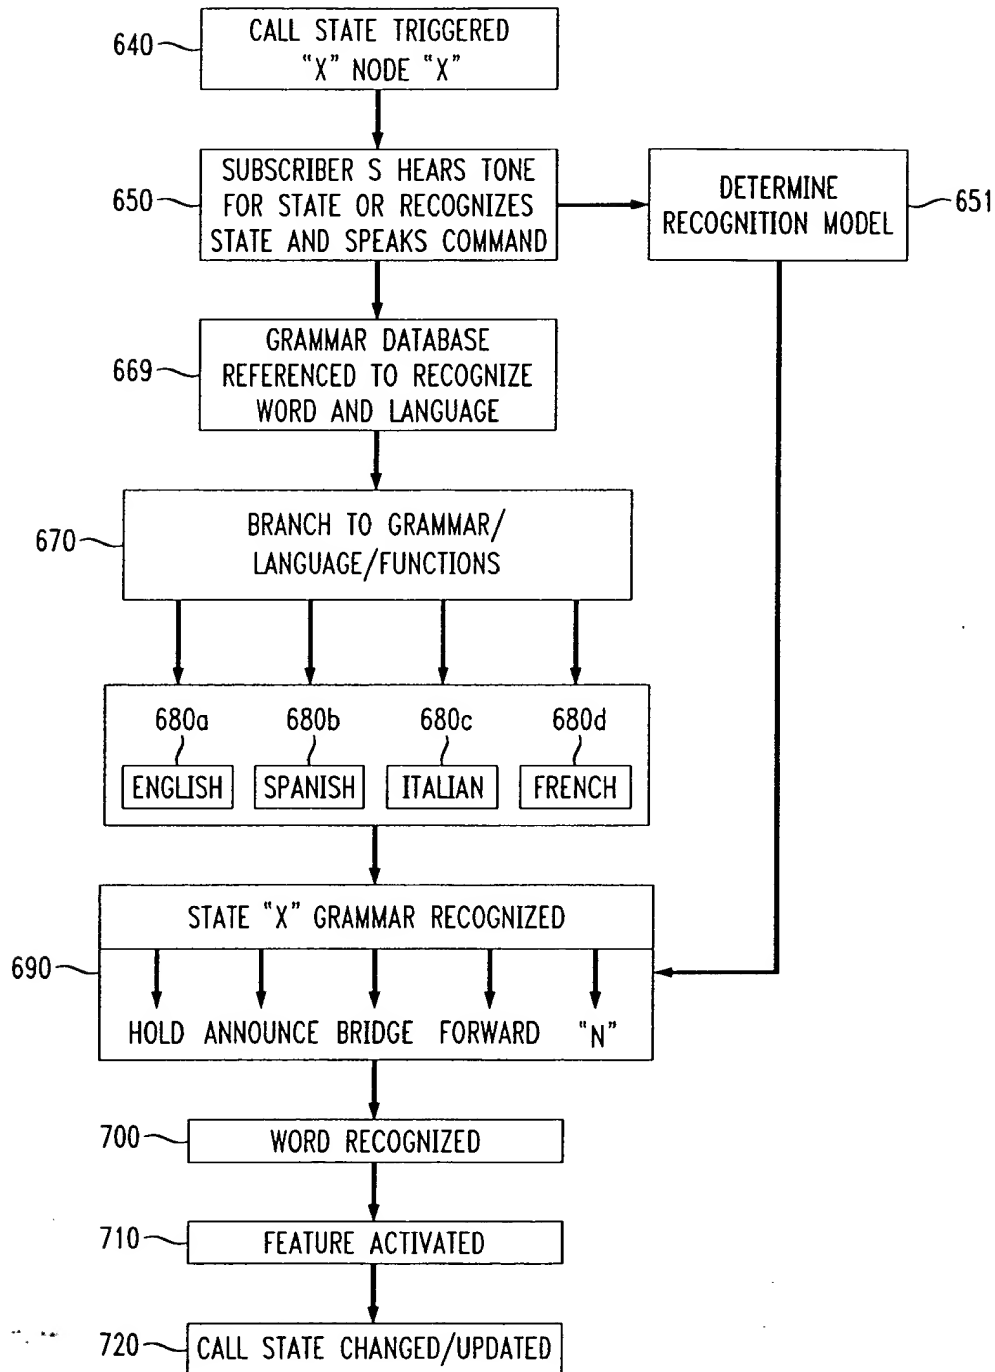 640
CALL STATE TRIGGERED
"X" NODE "X"
650
SUBSCRIBER S HEARS TONE
FOR STATE OR RECOGNIZES
STATE AND SPEAKS COMMAND
DETERMINE
RECOGNITION MODEL
651
669
GRAMMAR DATABASE
REFERENCED TO RECOGNIZE
WORD AND LANGUAGE
670
BRANCH TO GRAMMAR/
LANGUAGE/FUNCTIONS
680a 680b 680c 680d
ENGLISH SPANISH ITALIAN FRENCH
STATE "X" GRAMMAR RECOGNIZED
690
HOLD ANNOUNCE BRIDGE FORWARD "N"
700
WORD RECOGNIZED
710
FEATURE ACTIVATED
720
CALL STATE CHANGED/UPDATED